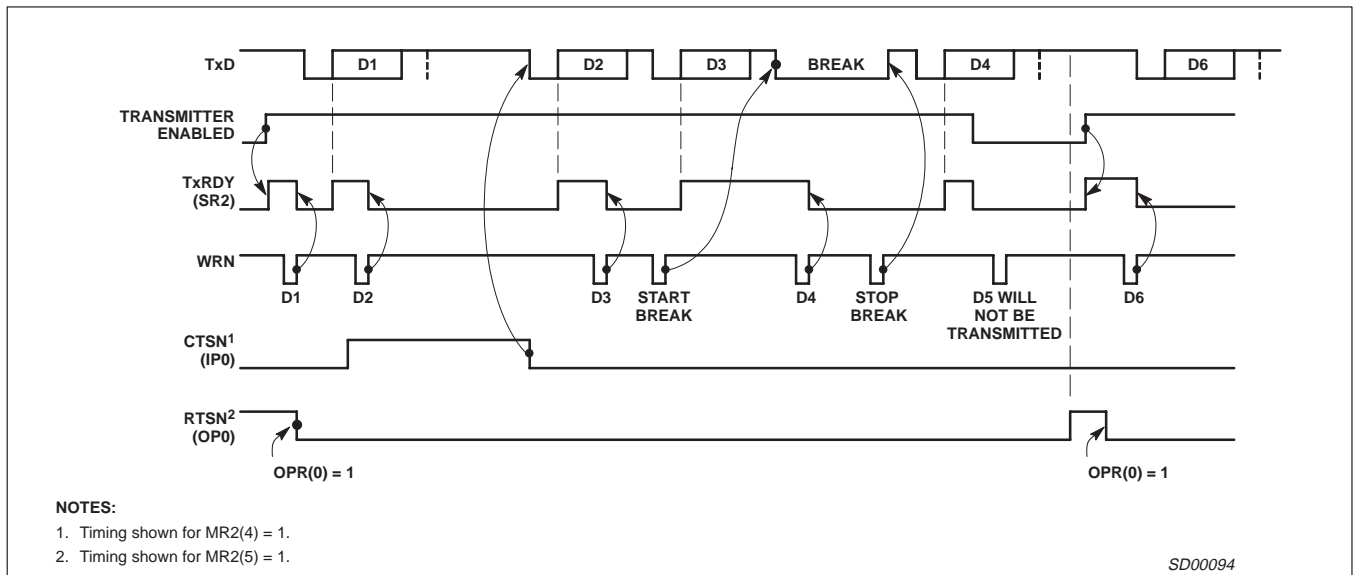 TxD
D1
D2
D3
BREAK
D4
D6
TRANSMITTER
ENABLED
TxRDY
(SR2)
WRN
D1
D2
D3
START
BREAK
D4
STOP
BREAK
D5 WILL
NOT BE
TRANSMITTED
D6
CTSN1
(IP0)
RTSN2
(OP0)
OPR(0) = 1
OPR(0) = 1
NOTES:
1. Timing shown for MR2(4) = 1.
2. Timing shown for MR2(5) = 1.
SD00094